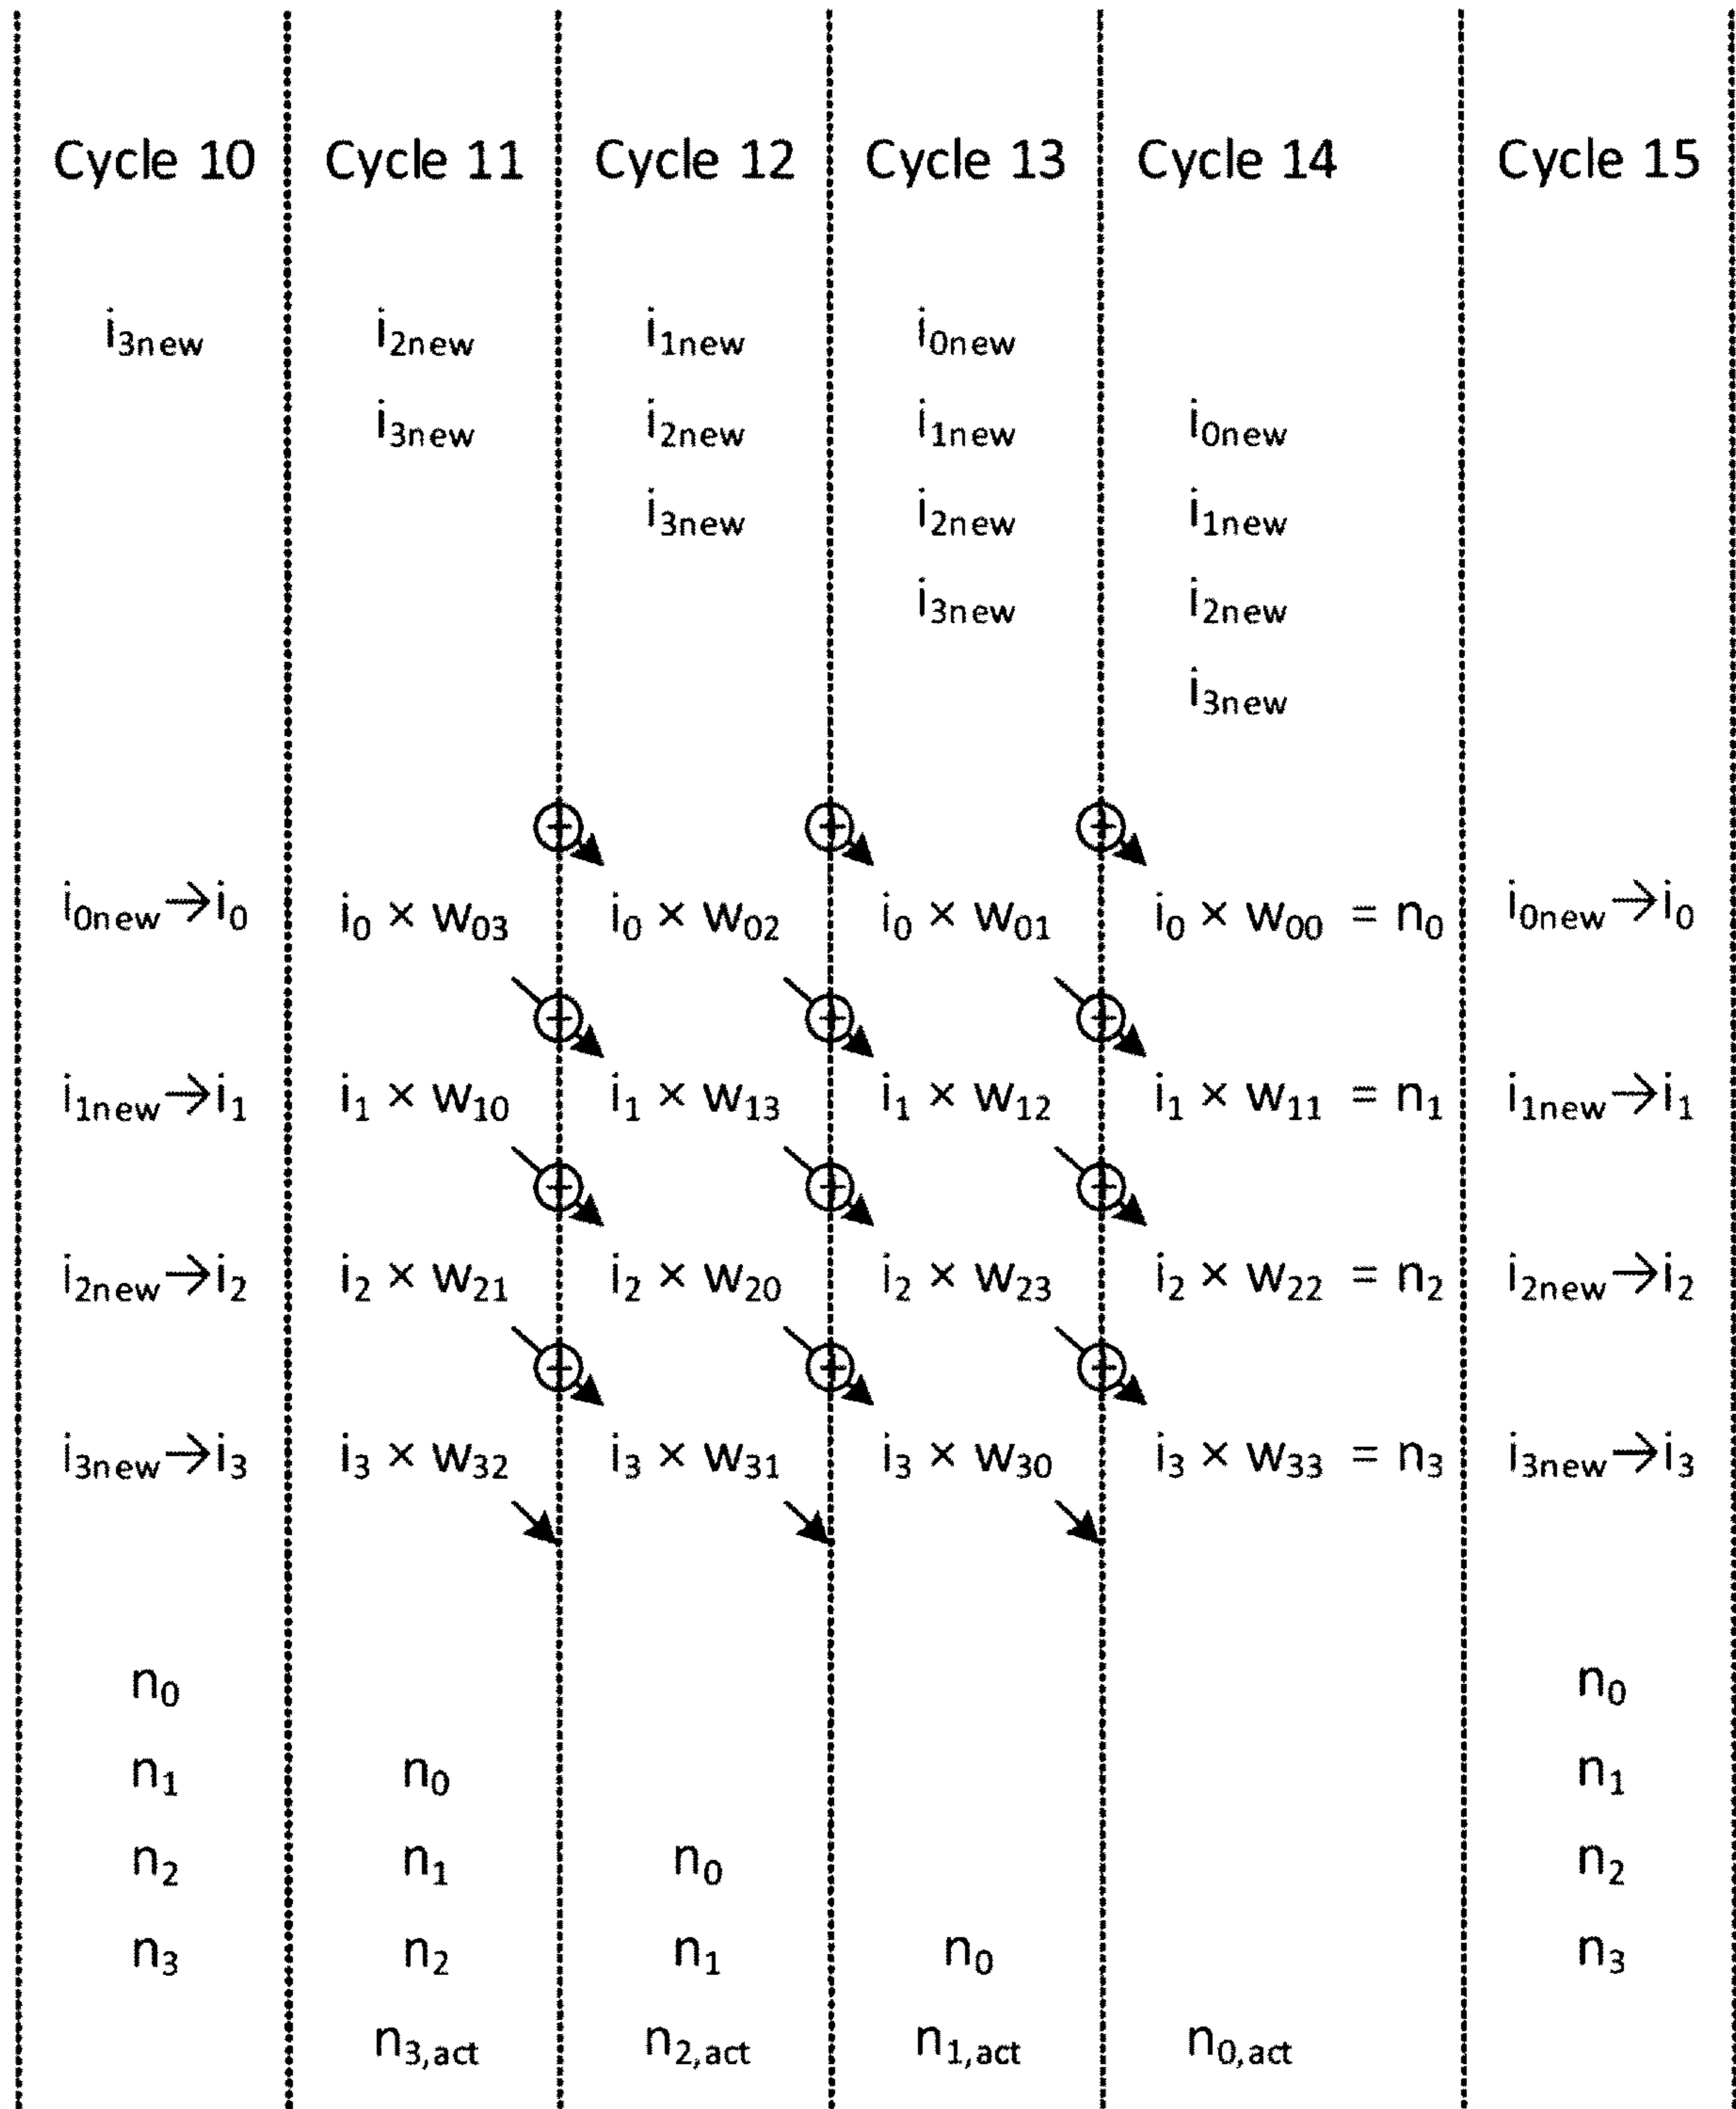 Cycle 10 Cycle 11 Cycle 12 Cycle 13 Cycle 14 Cycle 15
i3new i2new i1new i0new
i3new i2new i1new i0new
i3new i2new i1new
i3new i2new
i3new
i0new→i0 i0 × w03 i0 × w02 i0 × w01 i0 × w00 = n0 i0new→i0
i1new→i1 i1 × w10 i1 × w13 i1 × w12 i1 × w11 = n1 i1new→i1
i2new→i2 i2 × w21 i2 × w20 i2 × w23 i2 × w22 = n2 i2new→i2
i3new→i3 i3 × w32 i3 × w31 i3 × w30 i3 × w33 = n3 i3new→i3
n0 n0
n1 n0 n1
n2 n1 n0 n2
n3 n2 n1 n0 n3
n3,act n2,act n1,act n0,act